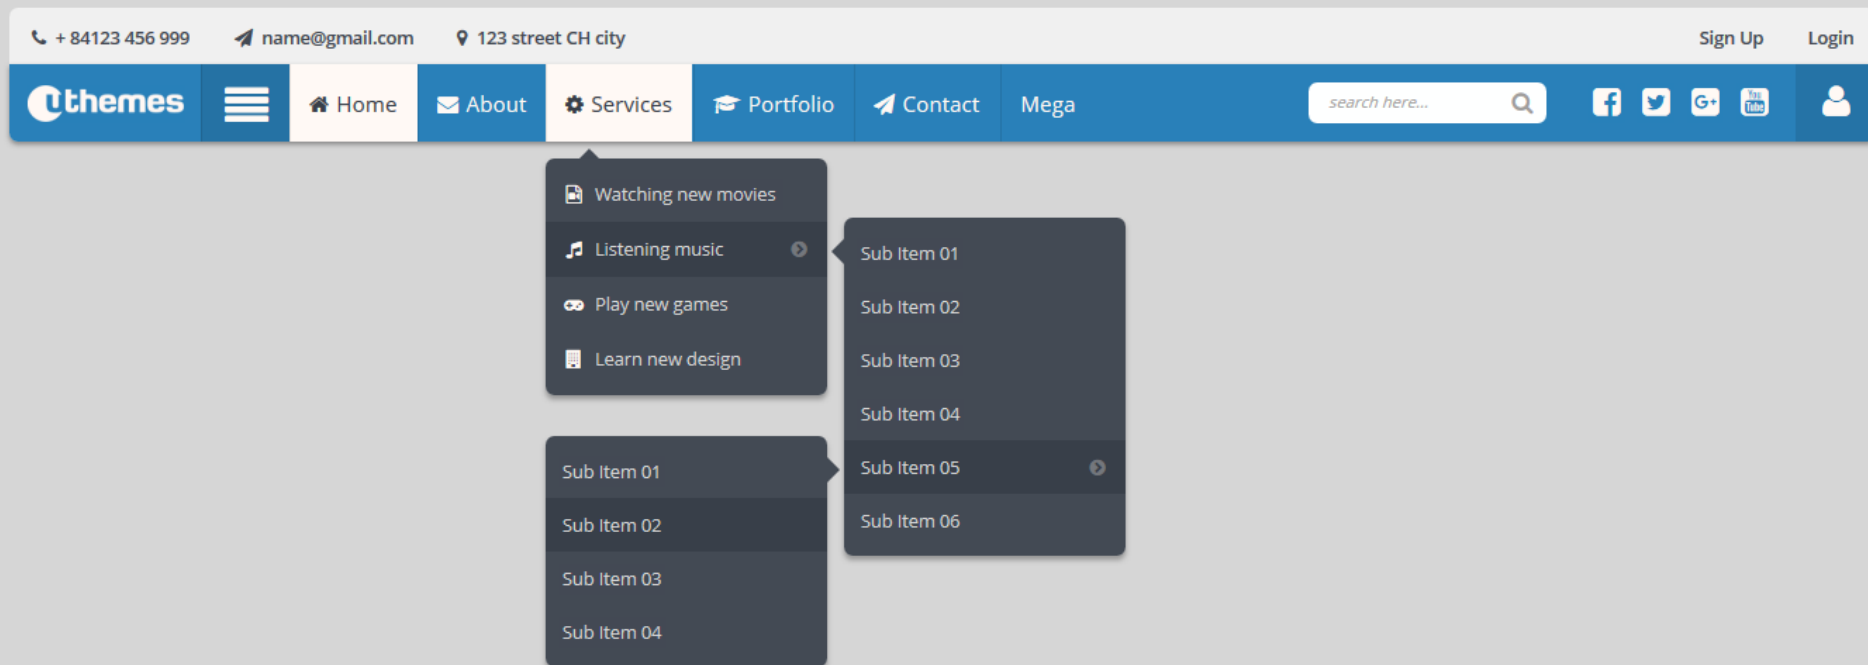 + 84123 456 999 name@gmail.com 123 street CH city Sign Up Login
uthemes Home About Services Portfolio Contact Mega search here... G+ You Tube
Watching new movies
Listening music
Play new games
Learn new design
Sub Item 01
Sub Item 02
Sub Item 03
Sub Item 04
Sub Item 05
Sub Item 06
Sub Item 01
Sub Item 02
Sub Item 03
Sub Item 04